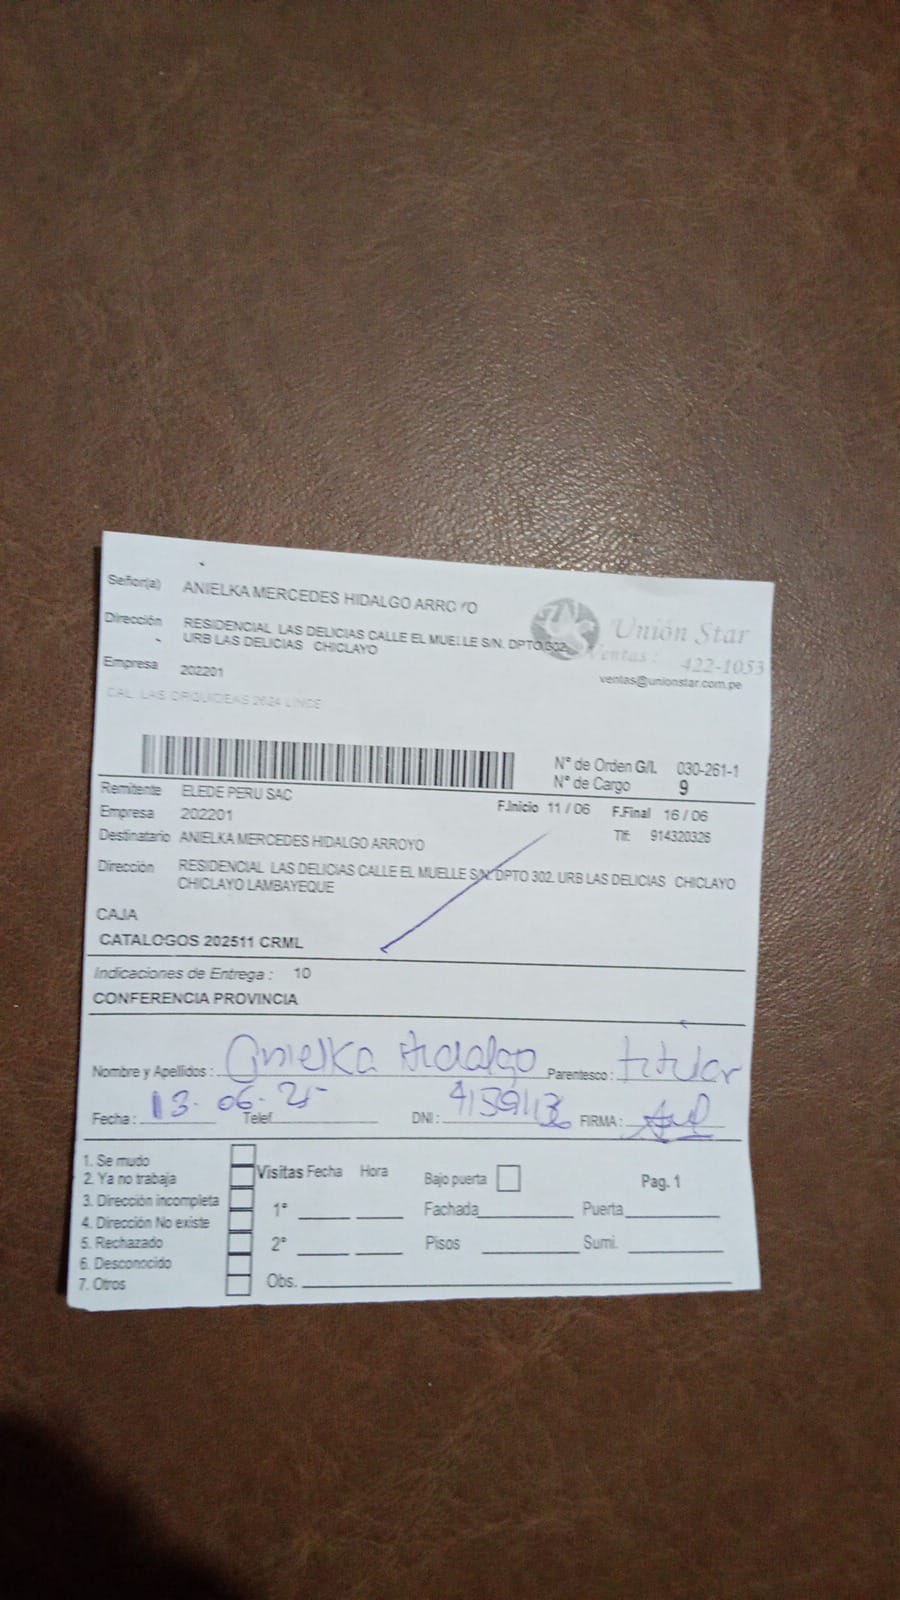 Señor(a) ANIELKA MERCEDES HIDALGO ARROYO
Dirección RESIDENCIAL LAS DELICIAS CALLE EL MUELLE S/N. DPTO 302.
URB LAS DELICIAS CHICLAYO
Empresa 202201
Unión Star
Ventas : 422-1053
ventas@unionstar.com.pe
CAL. LAS ORQUIDEAS 2624 LINCE
N° de Orden G/L 030-261-1
N° de Cargo 9
Remitente ELEDE PERU SAC
F.Inicio 11 / 06 F.Final 16 / 06
Empresa 202201
Tlf: 914320326
Destinatario ANIELKA MERCEDES HIDALGO ARROYO
Dirección RESIDENCIAL LAS DELICIAS CALLE EL MUELLE S/N. DPTO 302. URB LAS DELICIAS CHICLAYO
CHICLAYO LAMBAYEQUE
CAJA
CATALOGOS 202511 CRML
Indicaciones de Entrega : 10
CONFERENCIA PROVINCIA
Nombre y Apellidos : Anielka Hidalgo Parentesco : titular
Fecha : 13. 06. 25 Telef. DNI : FIRMA :
1. Se mudo
2. Ya no trabaja
3. Dirección incompleta
4. Dirección No existe
5. Rechazado
6. Desconocido
7. Otros
Visitas Fecha Hora Bajo puerta Pag. 1
1° Fachada Puerta
2° Pisos Sumi.
Obs.